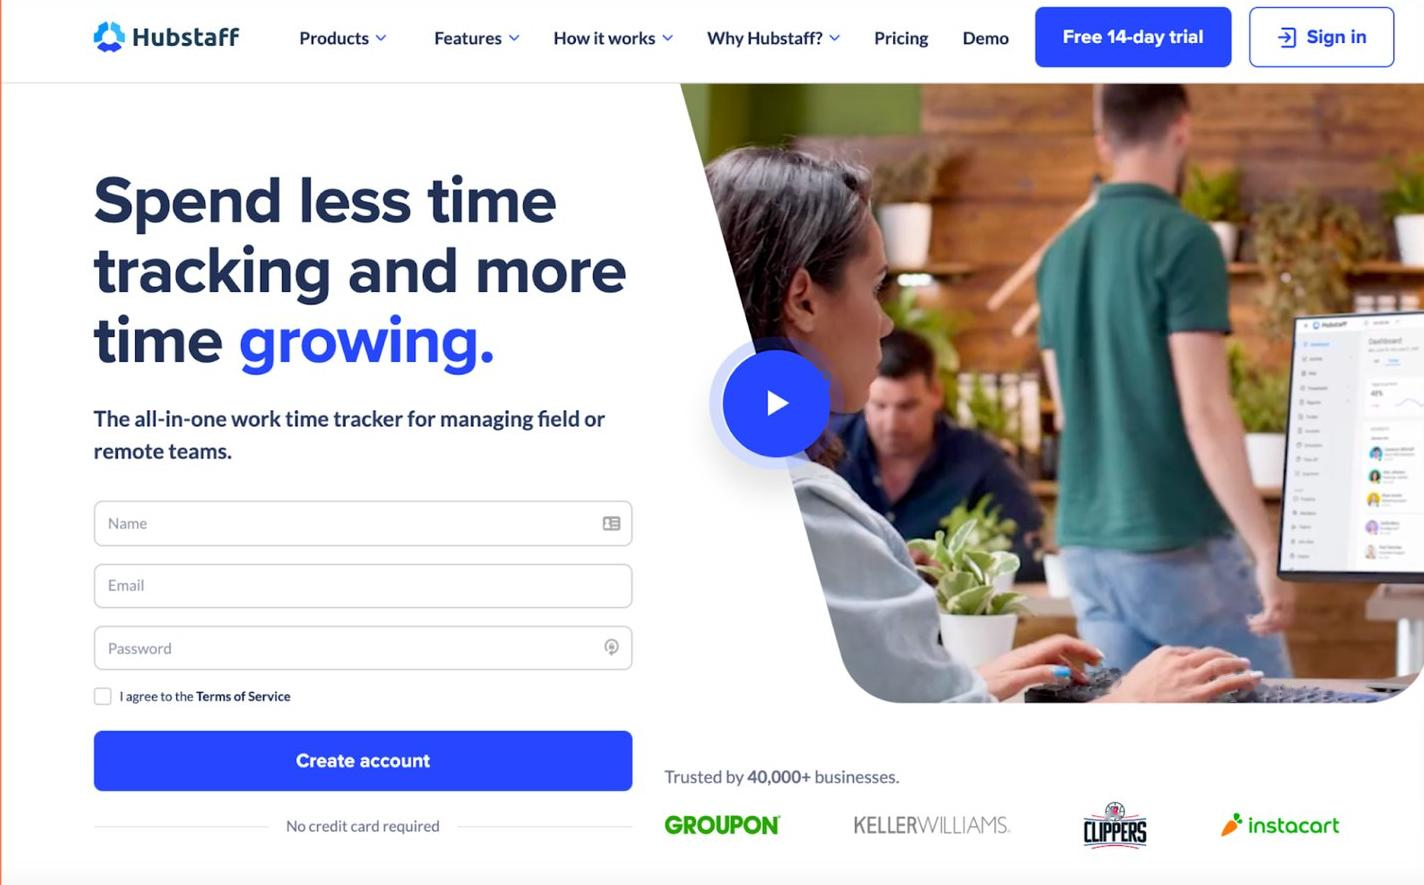 Hubstaff
Products
Features
How it works
Why Hubstaff?
Pricing
Demo
Free 14-day trial
Sign in
Spend less time
tracking and more
time growing.
The all-in-one work time tracker for managing field or
remote teams.
Name
Email
Password
I agree to the Terms of Service
Create account
No credit card required
Hubstaff
Dashboard
Trusted by 40,000+ businesses.
GROUPON
KELLERWILLIAMS.
CLIPPERS
instacart